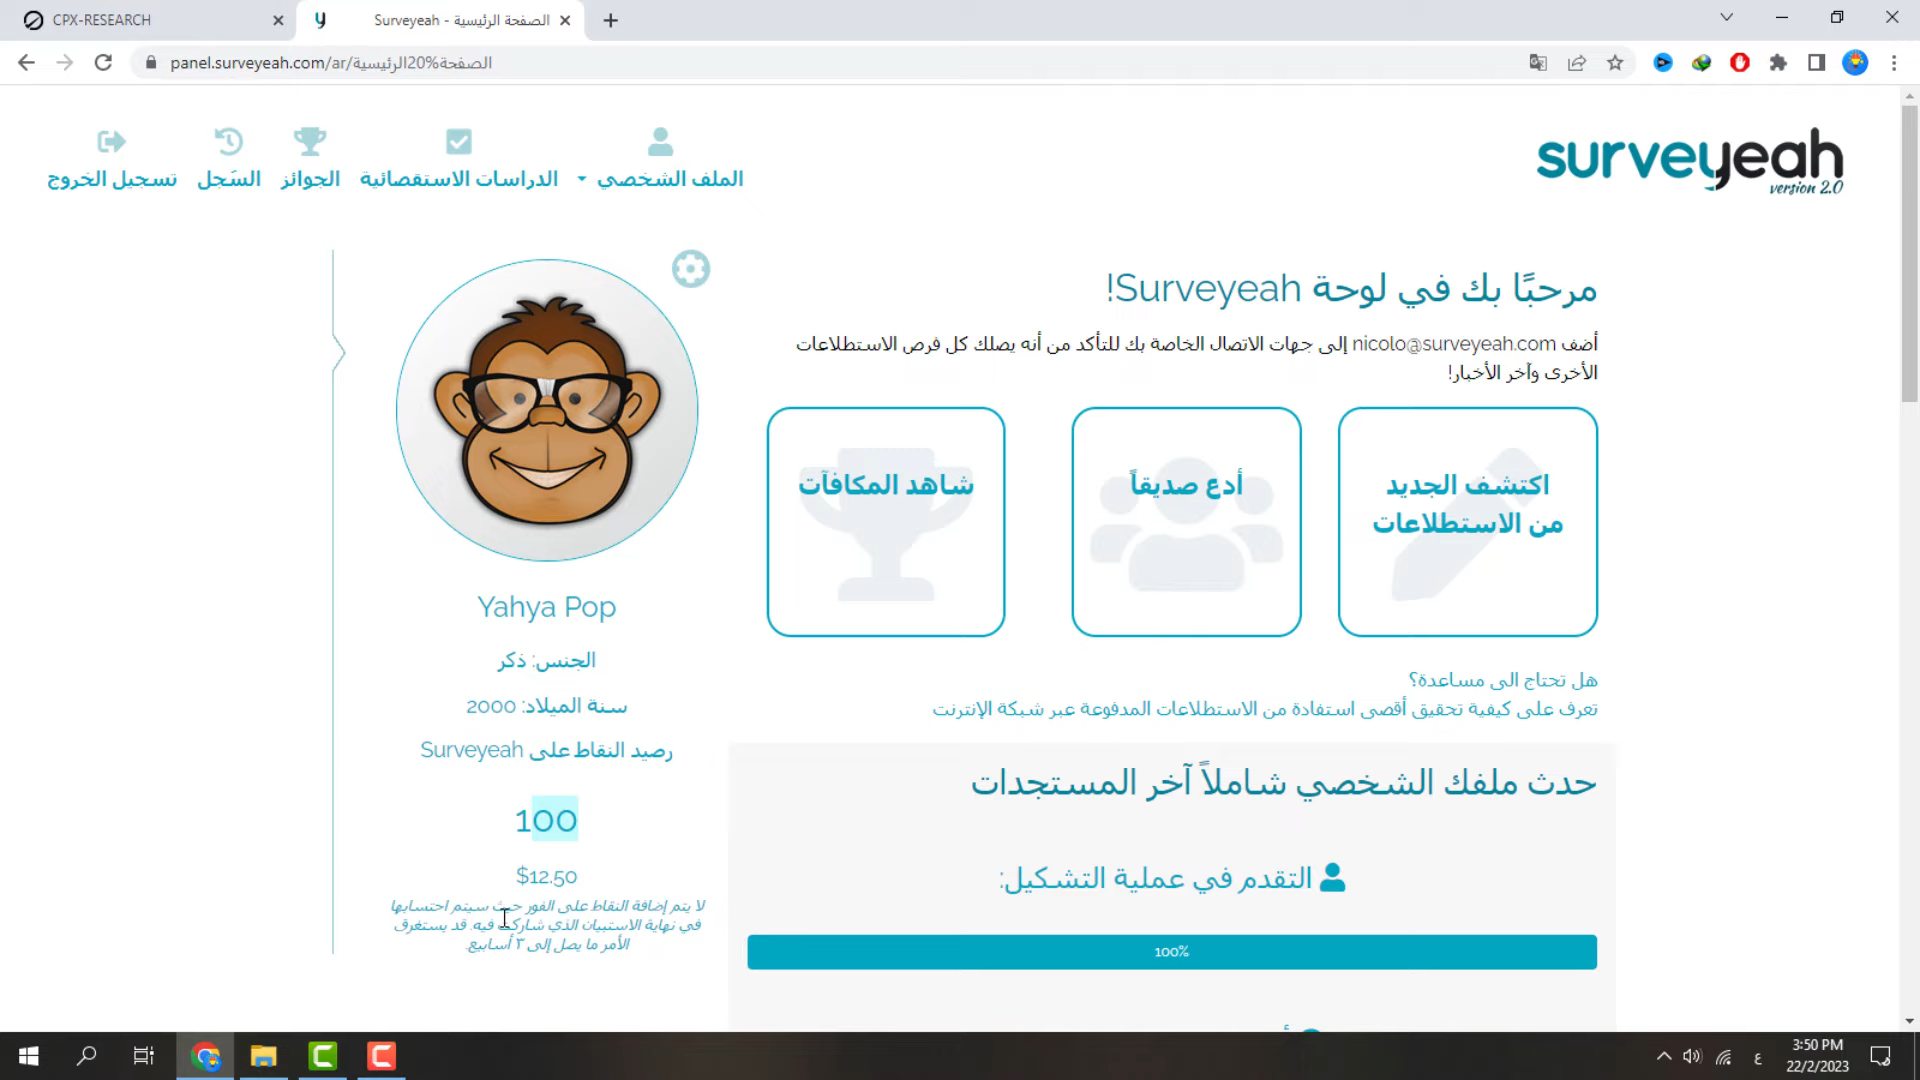 CPX-RESEARCH
Surveyeah - الصفحة الرئيسية
panel.surveyeah.com/ar/الصفحة%20الرئيسية
الملف الشخصي
الدراسات الاستقصائية
الجوائز
السَجل
تسجيل الخروج
surveyeah
version 2.0
مرحبًا بك في لوحة Surveyeah!
أضف nicolo@surveyeah.com إلى جهات الاتصال الخاصة بك للتأكد من أنه يصلك كل فرص الاستطلاعات
الأخرى وآخر الأخبار!
اكتشف الجديد
من الاستطلاعات
أدع صديقاً
شاهد المكافآت
هل تحتاج الى مساعدة؟
تعرف على كيفية تحقيق أقصى استفادة من الاستطلاعات المدفوعة عبر شبكة الإنترنت
حدث ملفك الشخصي شاملاً آخر المستجدات
التقدم في عملية التشكيل:
100%
Yahya Pop
الجنس: ذكر
سنة الميلاد: 2000
رصيد النقاط على Surveyeah
100
$12.50
لا يتم إضافة النقاط على الفور حيث سيتم احتسابها
في نهاية الاستبيان الذي شاركت فيه. قد يستغرق
الأمر ما يصل إلى ٣ أسابيع.
ع
3:50 PM
22/2/2023